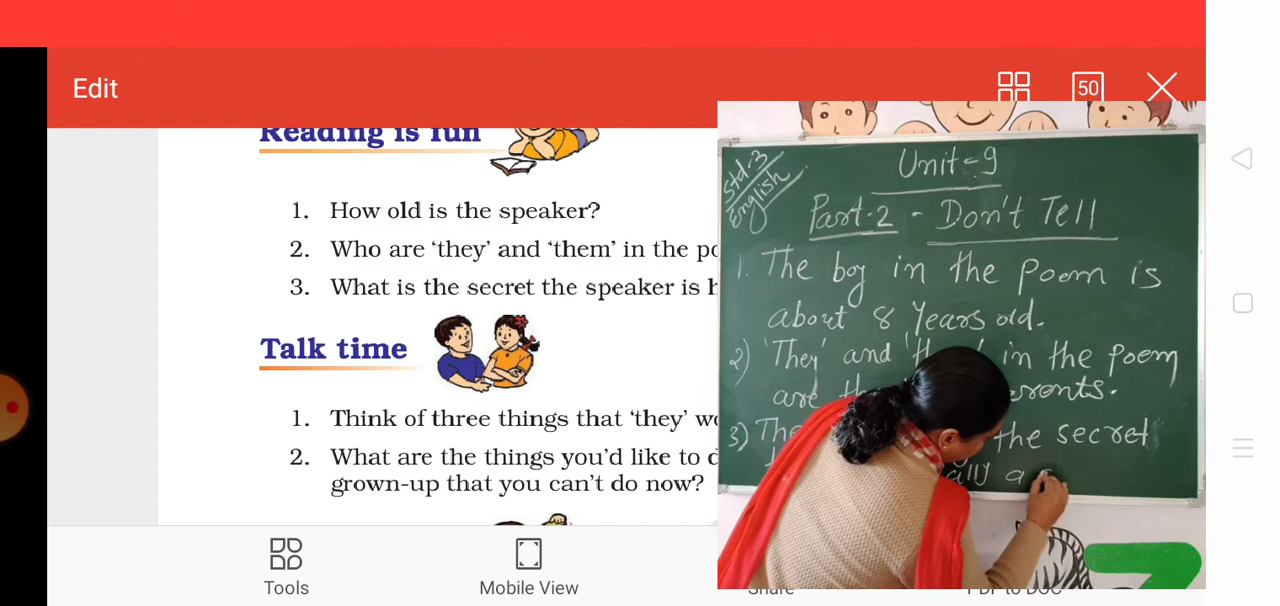 Edit
50
Reading is fun
1. How old is the speaker?
2. Who are ‘they’ and ‘them’ in the
3. What is the secret the speaker is
Talk time
1. Think of three things that ‘they’
2. What are the things you’d like to
grown-up that you can’t do now?
Tools
Mobile View
Share
PDF to DOC
Std-3
English
Unit-9
Part-2 - Don't Tell
1. The boy in the poem is
about 8 Years old.
2) 'They' and in the poem
are
3) the secret
a